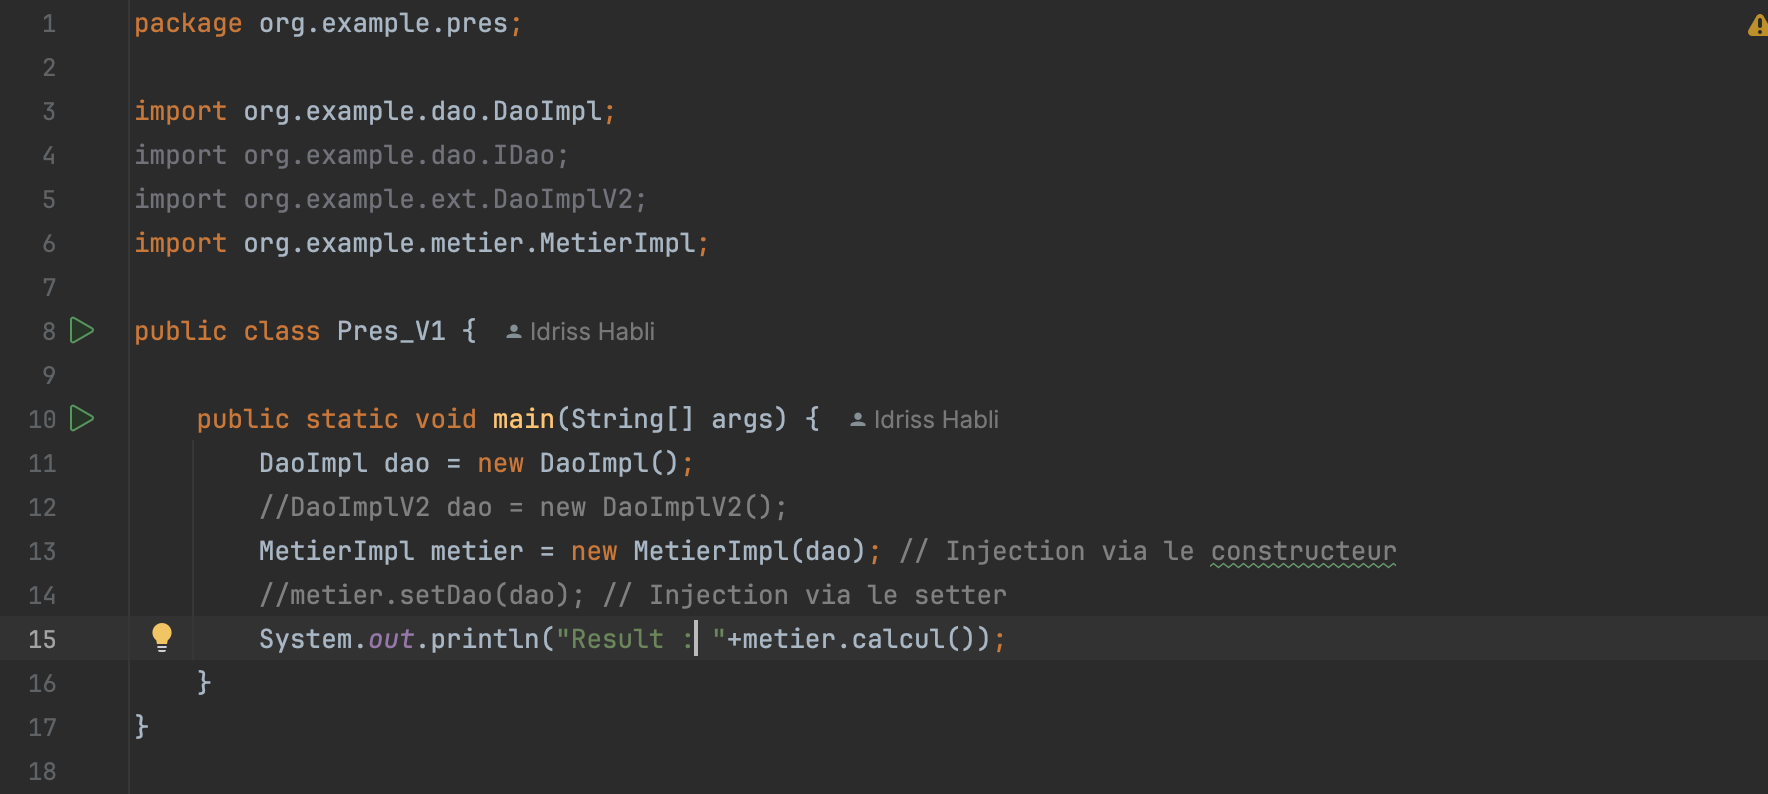 1 package org.example.pres;
2
3 import org.example.dao.DaoImpl;
4 import org.example.dao.IDao;
5 import org.example.ext.DaoImplV2;
6 import org.example.metier.MetierImpl;
7
8 public class Pres_V1 { Idriss Habli
9
10 public static void main(String[] args) { Idriss Habli
11 DaoImpl dao = new DaoImpl();
12 //DaoImplV2 dao = new DaoImplV2();
13 MetierImpl metier = new MetierImpl(dao); // Injection via le constructeur
14 //metier.setDao(dao); // Injection via le setter
15 System.out.println("Result : "+metier.calcul());
16 }
17 }
18